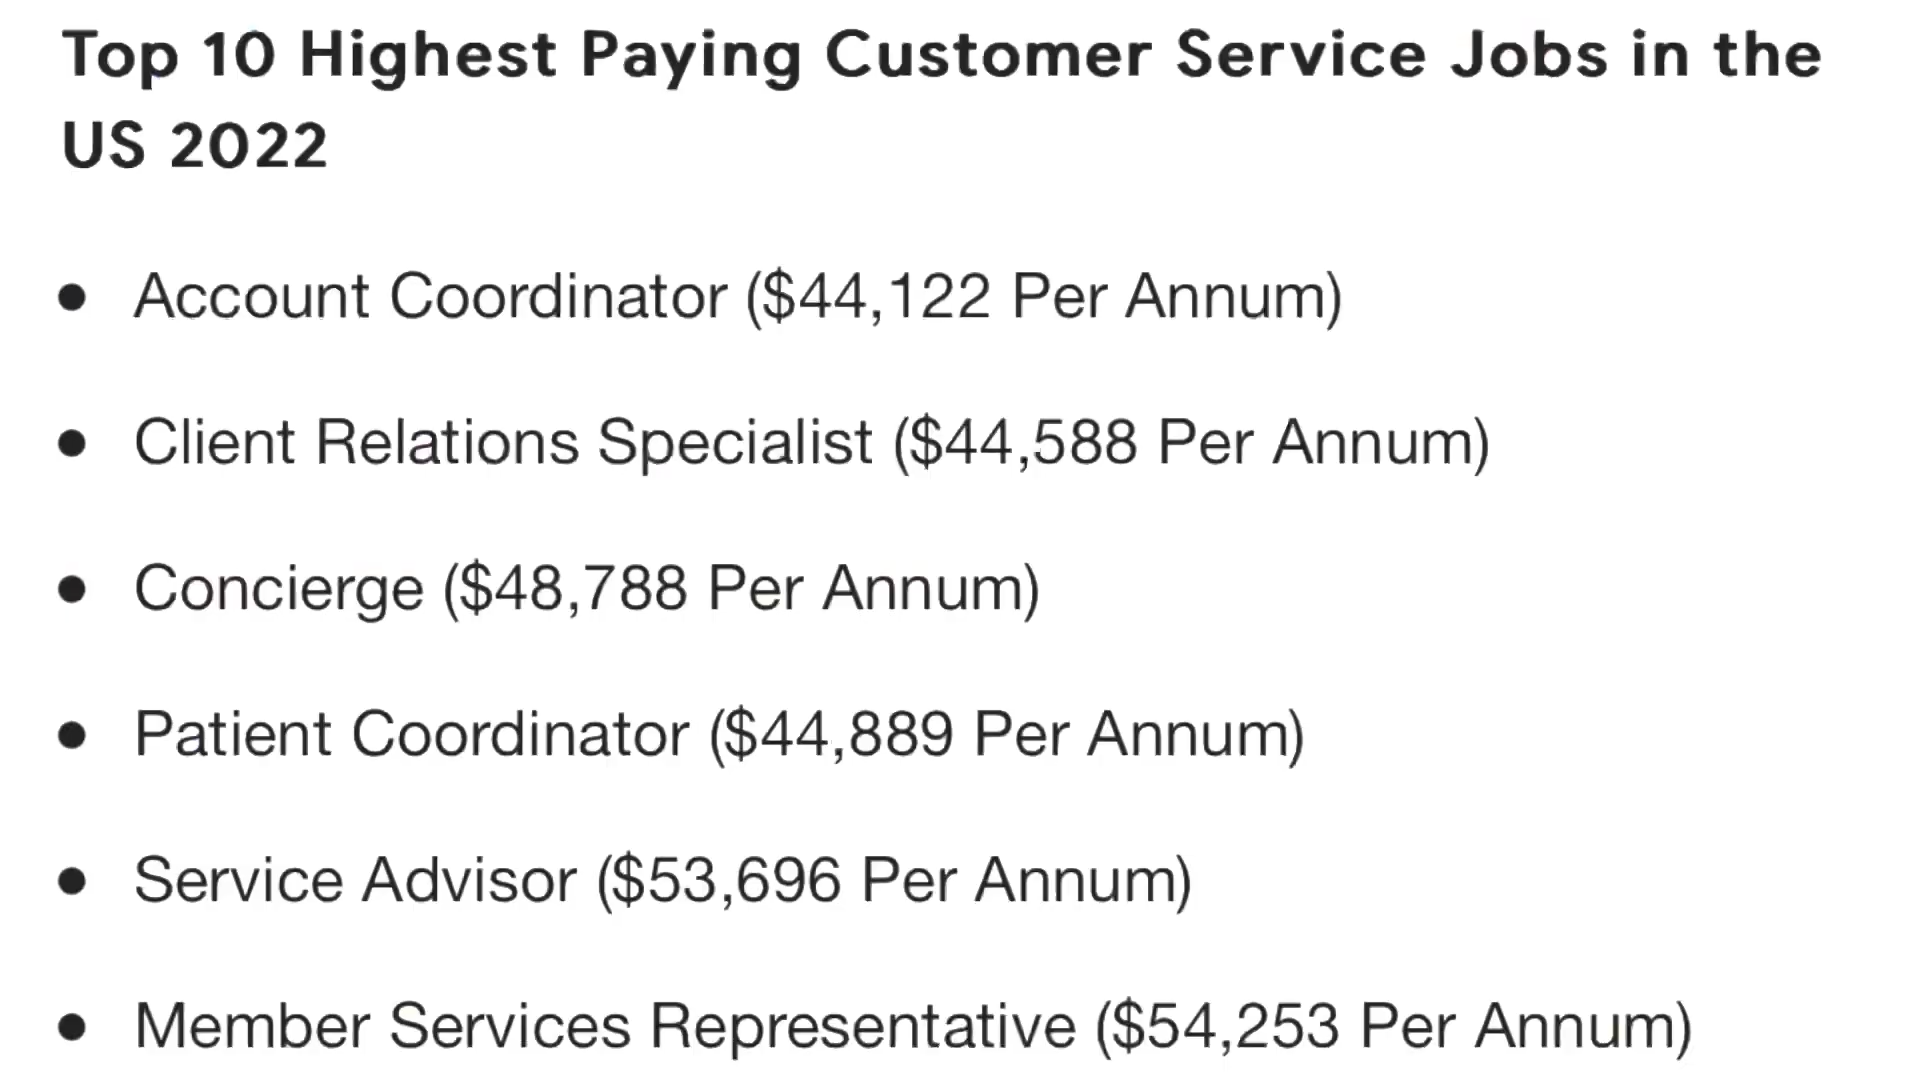 Top 10 Highest Paying Customer Service Jobs in the
US 2022
● Account Coordinator ($44,122 Per Annum)
● Client Relations Specialist ($44,588 Per Annum)
● Concierge ($48,788 Per Annum)
● Patient Coordinator ($44,889 Per Annum)
● Service Advisor ($53,696 Per Annum)
● Member Services Representative ($54,253 Per Annum)